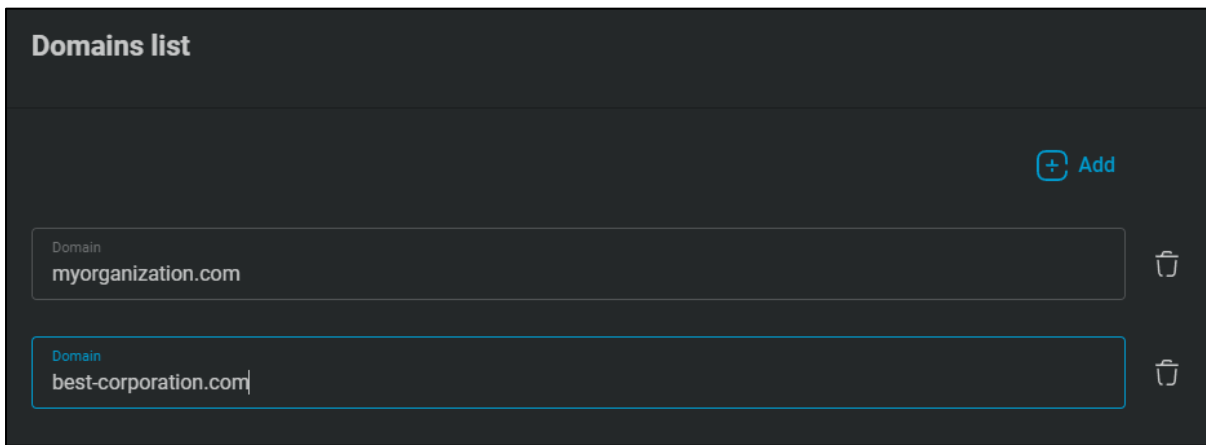 Domains list
Add
Domain
myorganization.com
Domain
best-corporation.com